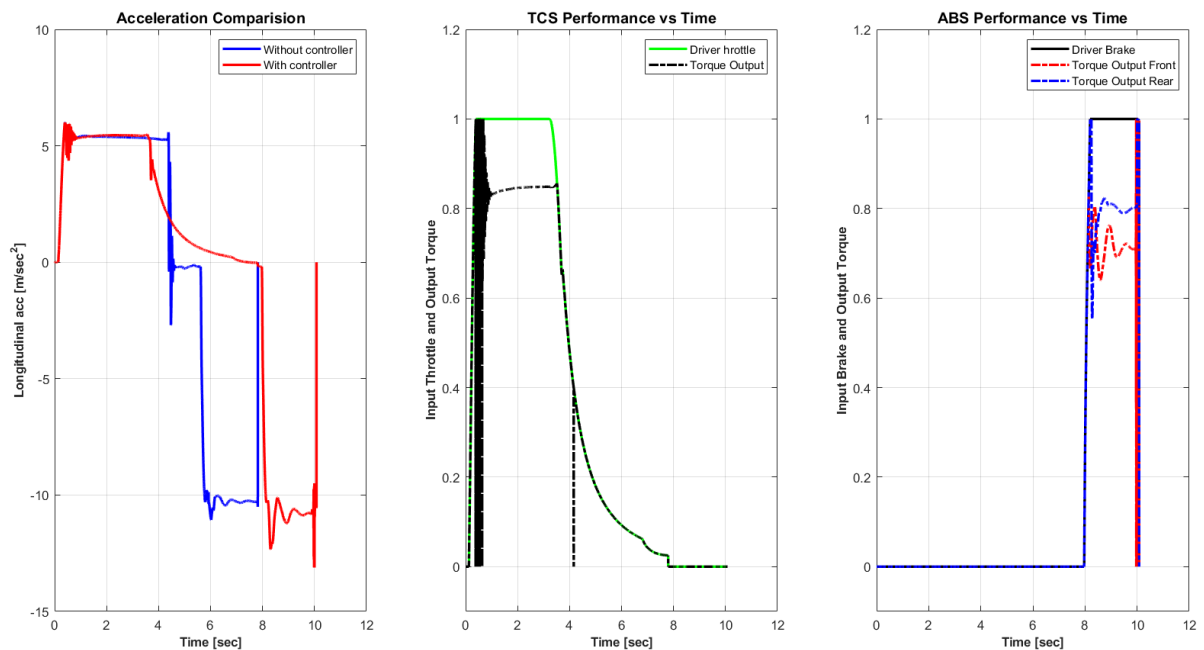 Acceleration Comparision
Without controller
With controller
Longitudinal acc [m/sec²]
10
5
0
-5
-10
-15
0 2 4 6 8 10 12
Time [sec]
TCS Performance vs Time
Driver hrottle
Torque Output
Input Throttle and Output Torque
1.2
1
0.8
0.6
0.4
0.2
0
0 2 4 6 8 10 12
Time [sec]
ABS Performance vs Time
Driver Brake
Torque Output Front
Torque Output Rear
Input Brake and Output Torque
1.2
1
0.8
0.6
0.4
0.2
0
0 2 4 6 8 10 12
Time [sec]